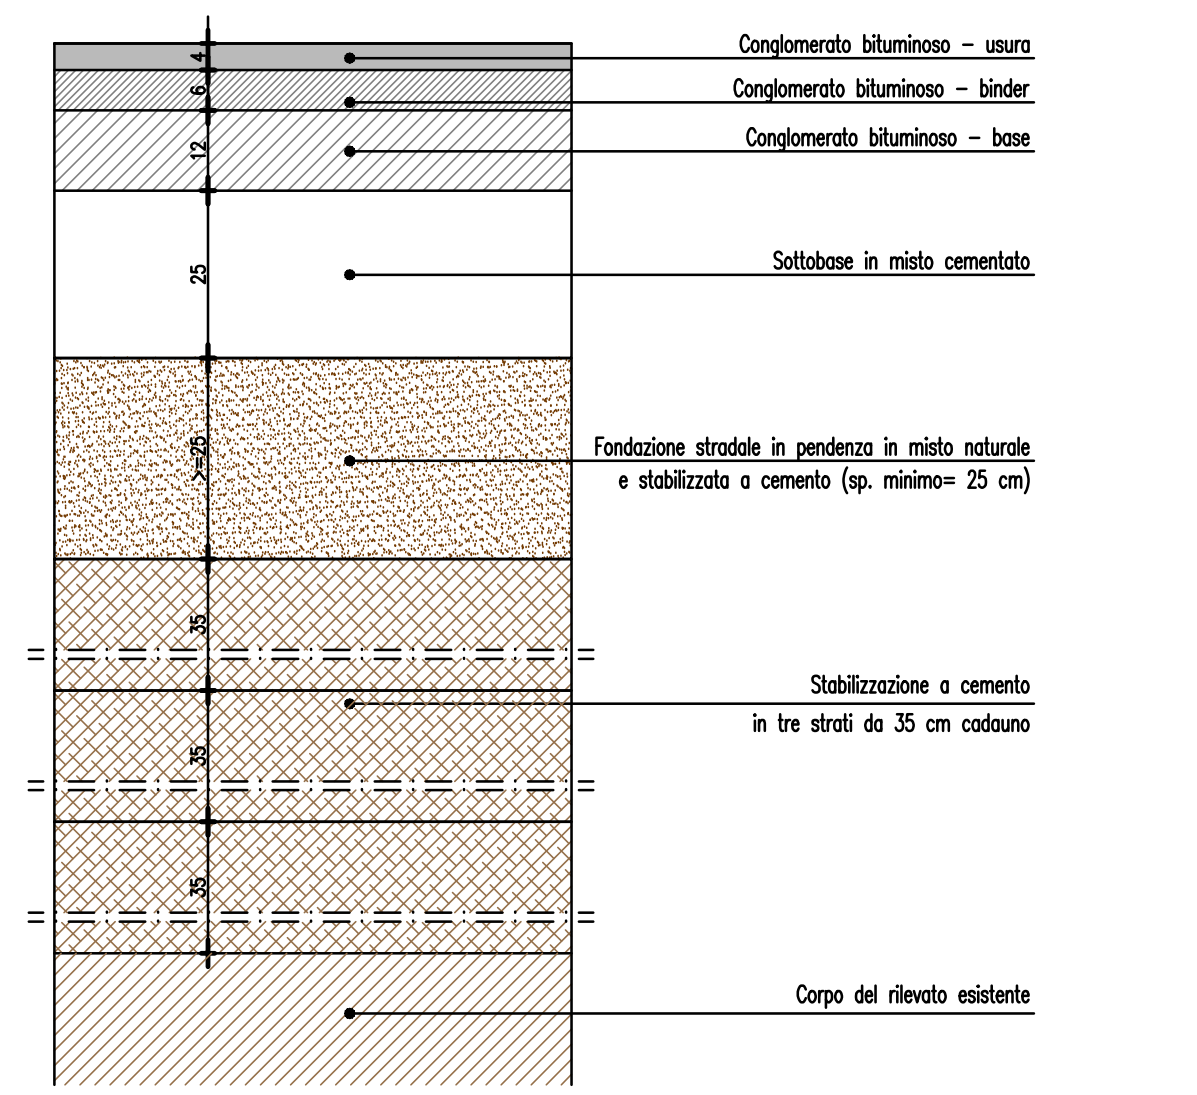 Conglomerato bituminoso - usura
4
Conglomerato bituminoso - binder
6
Conglomerato bituminoso - base
12
Sottobase in misto cementato
25
Fondazione stradale in pendenza in misto naturale
>=25
e stabilizzata a cemento (sp. minimo= 25 cm)
35
Stabilizzazione a cemento
in tre strati da 35 cm cadauno
35
35
Corpo del rilevato esistente